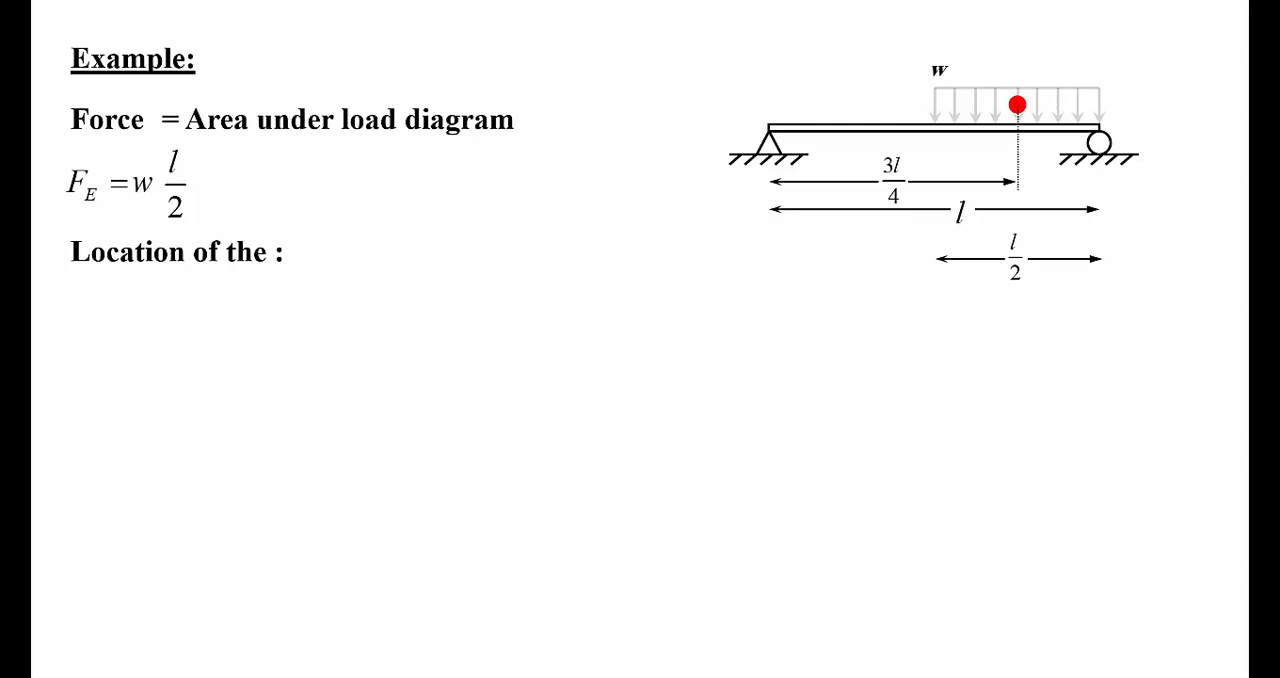 Example:
w
Force = Area under load diagram
F_E = w l/2
3l/4
l
Location of the :
l/2